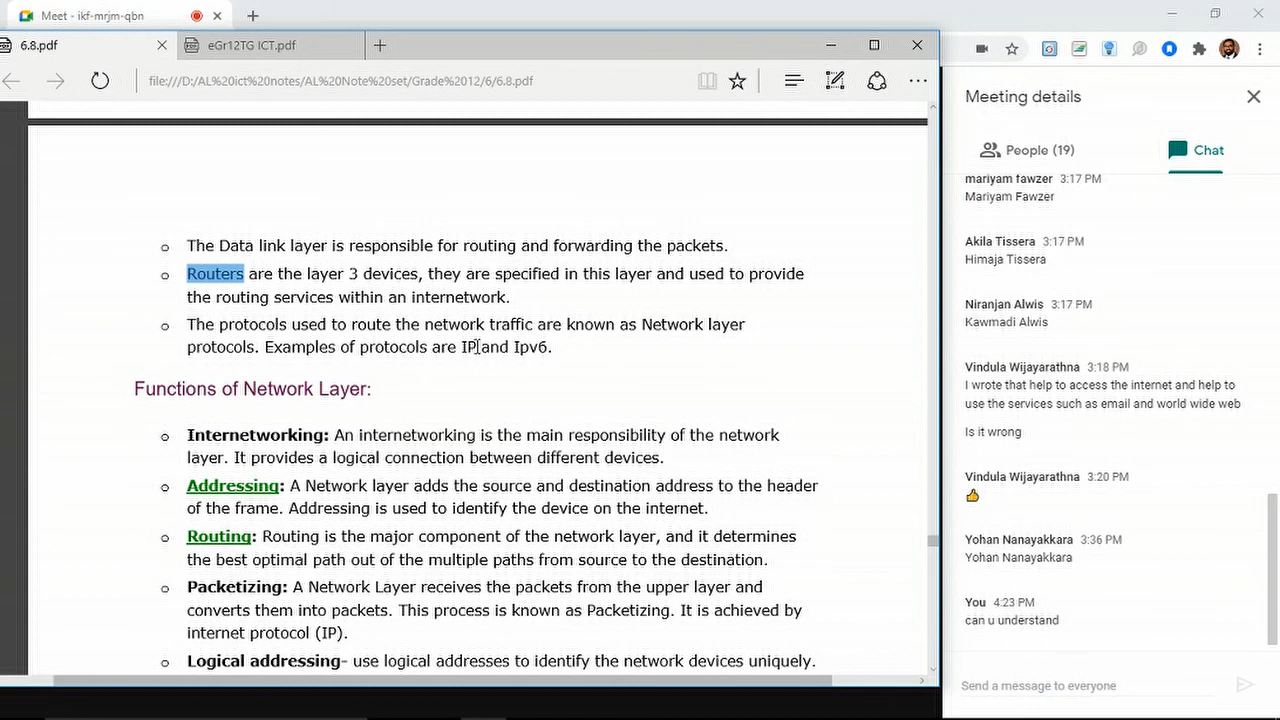 Meet - ikf-mrjm-qbn
6.8.pdf
eGr12TG ICT.pdf
file:///D:/AL%20ict%20notes/AL%20Note%20set/Grade%2012/6/6.8.pdf
The Data link layer is responsible for routing and forwarding the packets.
Routers are the layer 3 devices, they are specified in this layer and used to provide
the routing services within an internetwork.
The protocols used to route the network traffic are known as Network layer
protocols. Examples of protocols are IP and Ipv6.
Functions of Network Layer:
Internetworking: An internetworking is the main responsibility of the network
layer. It provides a logical connection between different devices.
Addressing: A Network layer adds the source and destination address to the header
of the frame. Addressing is used to identify the device on the internet.
Routing: Routing is the major component of the network layer, and it determines
the best optimal path out of the multiple paths from source to the destination.
Packetizing: A Network Layer receives the packets from the upper layer and
converts them into packets. This process is known as Packetizing. It is achieved by
internet protocol (IP).
Logical addressing- use logical addresses to identify the network devices uniquely.
Meeting details
People (19)
Chat
mariyam fawzer 3:17 PM
Mariyam Fawzer
Akila Tissera 3:17 PM
Himaja Tissera
Niranjan Alwis 3:17 PM
Kawmadi Alwis
Vindula Wijayarathna 3:18 PM
I wrote that help to access the internet and help to
use the services such as email and world wide web
Is it wrong
Vindula Wijayarathna 3:20 PM
👍
Yohan Nanayakkara 3:36 PM
Yohan Nanayakkara
You 4:23 PM
can u understand
Send a message to everyone